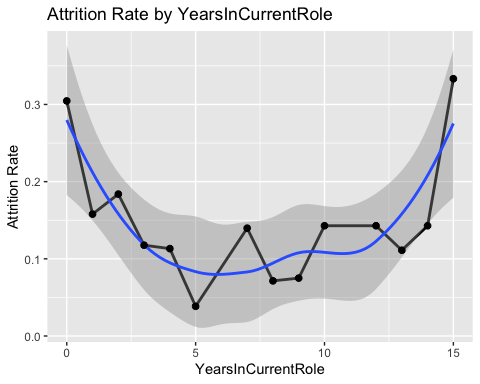 Attrition Rate by YearsInCurrentRole
Attrition Rate
0.3
0.2
0.1
0.0
0 5 10 15
YearsInCurrentRole